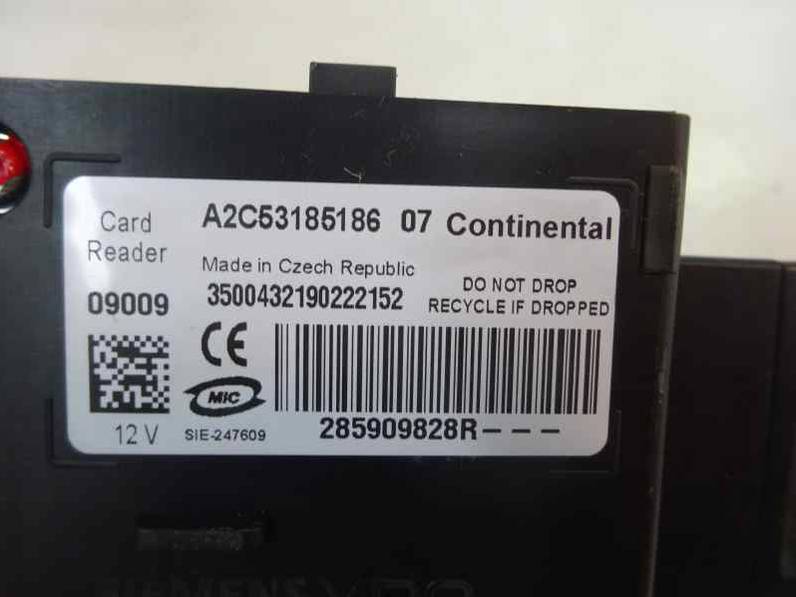 Card
Reader
A2C53185186 07 Continental
Made in Czech Republic
09009
3500432190222152
DO NOT DROP
RECYCLE IF DROPPED
CE
MIC
12 V
SIE-247609
285909828R---